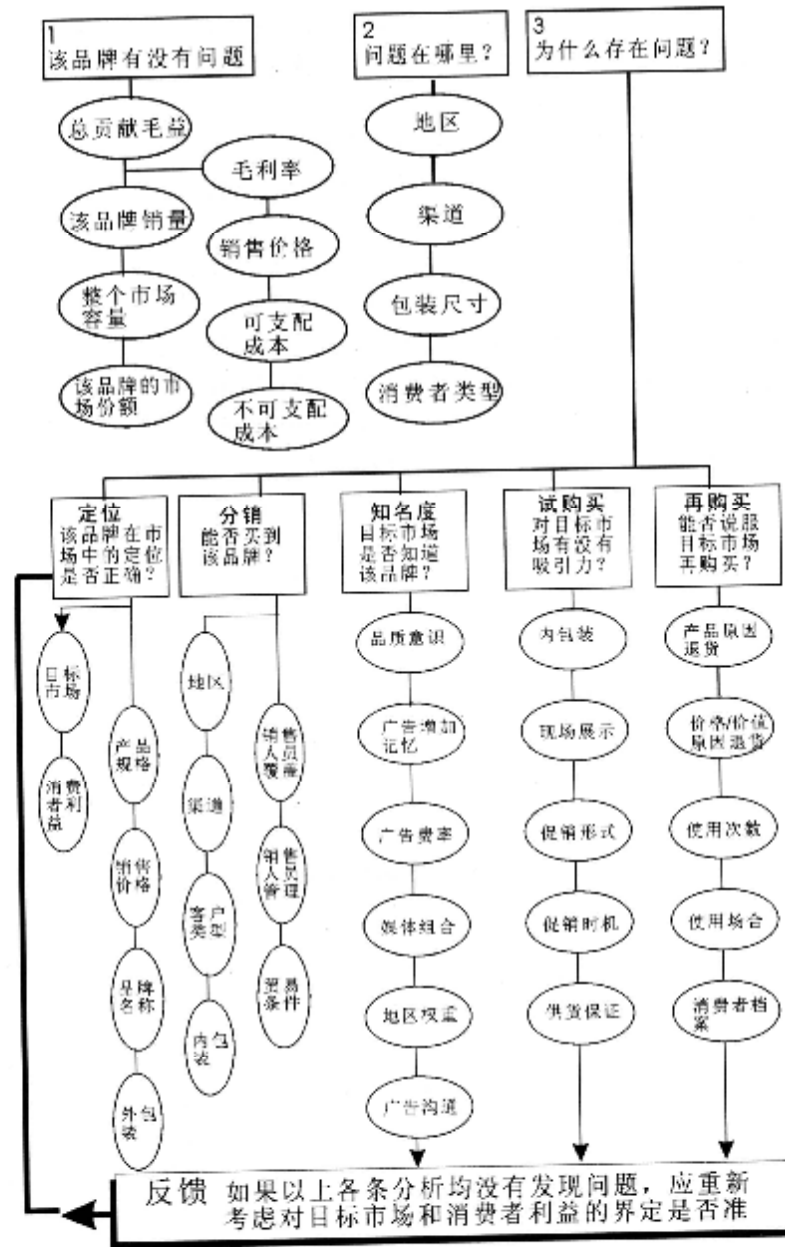 1
该品牌有没有问题
2
问题在哪里?
3
为什么存在问题?
总贡献毛益
毛利率
该品牌销量
销售价格
整个市场
容量
可支配
成本
该品牌的市
场份额
不可支配
成本
地区
渠道
包装尺寸
消费者类型
定位
该品牌在市
场中的定位
是否正确?
分销
能否买到
该品牌?
知名度
目标市场
是否知道
该品牌?
试购买
对目标市
场有没有
吸引力?
再购买
能否说服
目标市场
再购买?
目标
市场
消费
者利
益
产品
规格
销售
价格
品牌
名称
外包
装
地区
渠道
客户
类型
内包
装
销售
人员
覆盖
销售
人员
管理
贸易
条件
品质意识
广告增加
记忆
广告费率
媒体组合
地区权重
广告沟通
内包装
现场展示
促销形式
促销时机
供货保证
产品原因
退货
价格/价值
原因退货
使用次数
使用场合
消费者档
案
反馈 如果以上各条分析均没有发现问题，应重新
考虑对目标市场和消费者利益的界定是否准